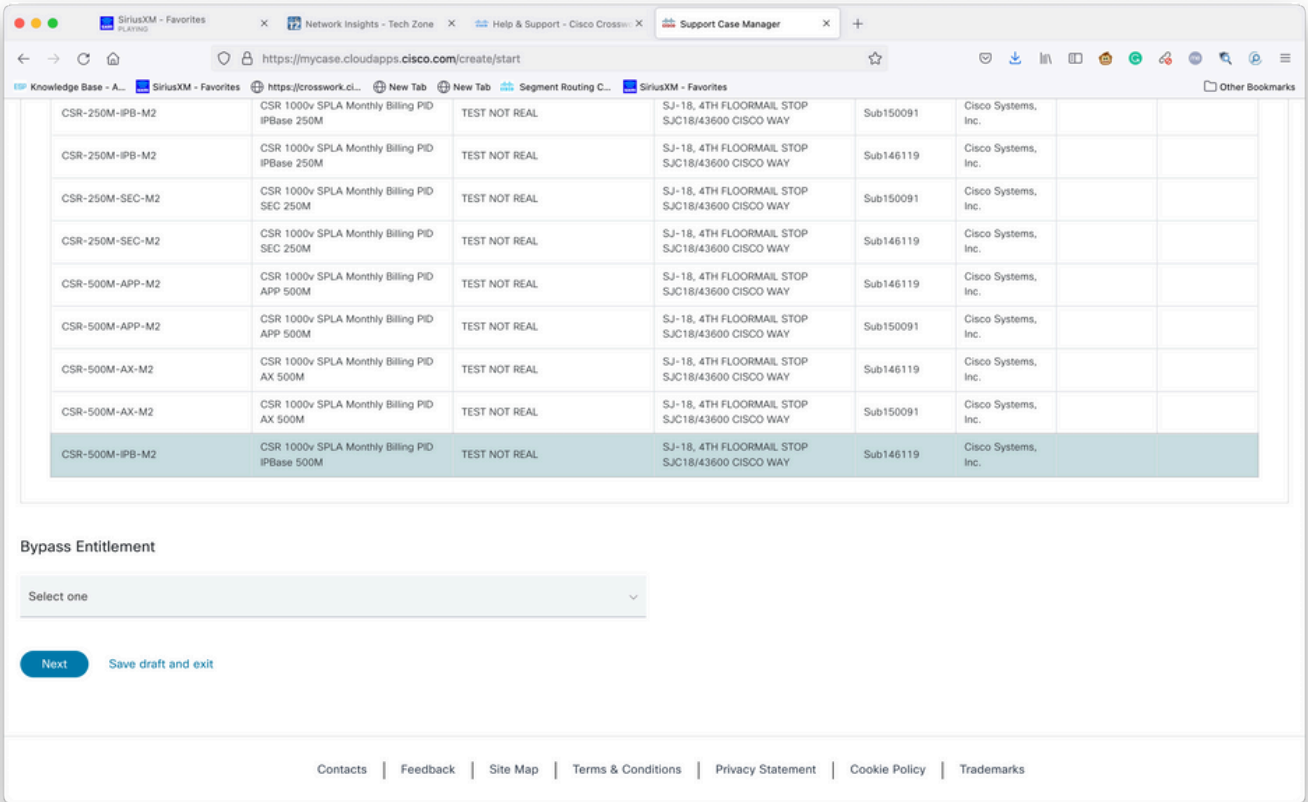 SiriusXM - Favorites
PLAYING
Network Insights - Tech Zone
Help & Support - Cisco Crossw
Support Case Manager
https://mycase.cloudapps.cisco.com/create/start
Knowledge Base - A...
SiriusXM - Favorites
https://crosswork.ci...
New Tab
New Tab
Segment Routing C...
SiriusXM - Favorites
Other Bookmarks
CSR-250M-IPB-M2
CSR 1000v SPLA Monthly Billing PID
IPBase 250M
TEST NOT REAL
SJ-18, 4TH FLOORMAIL STOP
SJC18/43600 CISCO WAY
Sub150091
Cisco Systems,
Inc.
CSR-250M-IPB-M2
CSR 1000v SPLA Monthly Billing PID
IPBase 250M
TEST NOT REAL
SJ-18, 4TH FLOORMAIL STOP
SJC18/43600 CISCO WAY
Sub146119
Cisco Systems,
Inc.
CSR-250M-SEC-M2
CSR 1000v SPLA Monthly Billing PID
SEC 250M
TEST NOT REAL
SJ-18, 4TH FLOORMAIL STOP
SJC18/43600 CISCO WAY
Sub150091
Cisco Systems,
Inc.
CSR-250M-SEC-M2
CSR 1000v SPLA Monthly Billing PID
SEC 250M
TEST NOT REAL
SJ-18, 4TH FLOORMAIL STOP
SJC18/43600 CISCO WAY
Sub146119
Cisco Systems,
Inc.
CSR-500M-APP-M2
CSR 1000v SPLA Monthly Billing PID
APP 500M
TEST NOT REAL
SJ-18, 4TH FLOORMAIL STOP
SJC18/43600 CISCO WAY
Sub146119
Cisco Systems,
Inc.
CSR-500M-APP-M2
CSR 1000v SPLA Monthly Billing PID
APP 500M
TEST NOT REAL
SJ-18, 4TH FLOORMAIL STOP
SJC18/43600 CISCO WAY
Sub150091
Cisco Systems,
Inc.
CSR-500M-AX-M2
CSR 1000v SPLA Monthly Billing PID
AX 500M
TEST NOT REAL
SJ-18, 4TH FLOORMAIL STOP
SJC18/43600 CISCO WAY
Sub146119
Cisco Systems,
Inc.
CSR-500M-AX-M2
CSR 1000v SPLA Monthly Billing PID
AX 500M
TEST NOT REAL
SJ-18, 4TH FLOORMAIL STOP
SJC18/43600 CISCO WAY
Sub150091
Cisco Systems,
Inc.
CSR-500M-IPB-M2
CSR 1000v SPLA Monthly Billing PID
IPBase 500M
TEST NOT REAL
SJ-18, 4TH FLOORMAIL STOP
SJC18/43600 CISCO WAY
Sub146119
Cisco Systems,
Inc.
Bypass Entitlement
Select one
Next
Save draft and exit
Contacts
Feedback
Site Map
Terms & Conditions
Privacy Statement
Cookie Policy
Trademarks